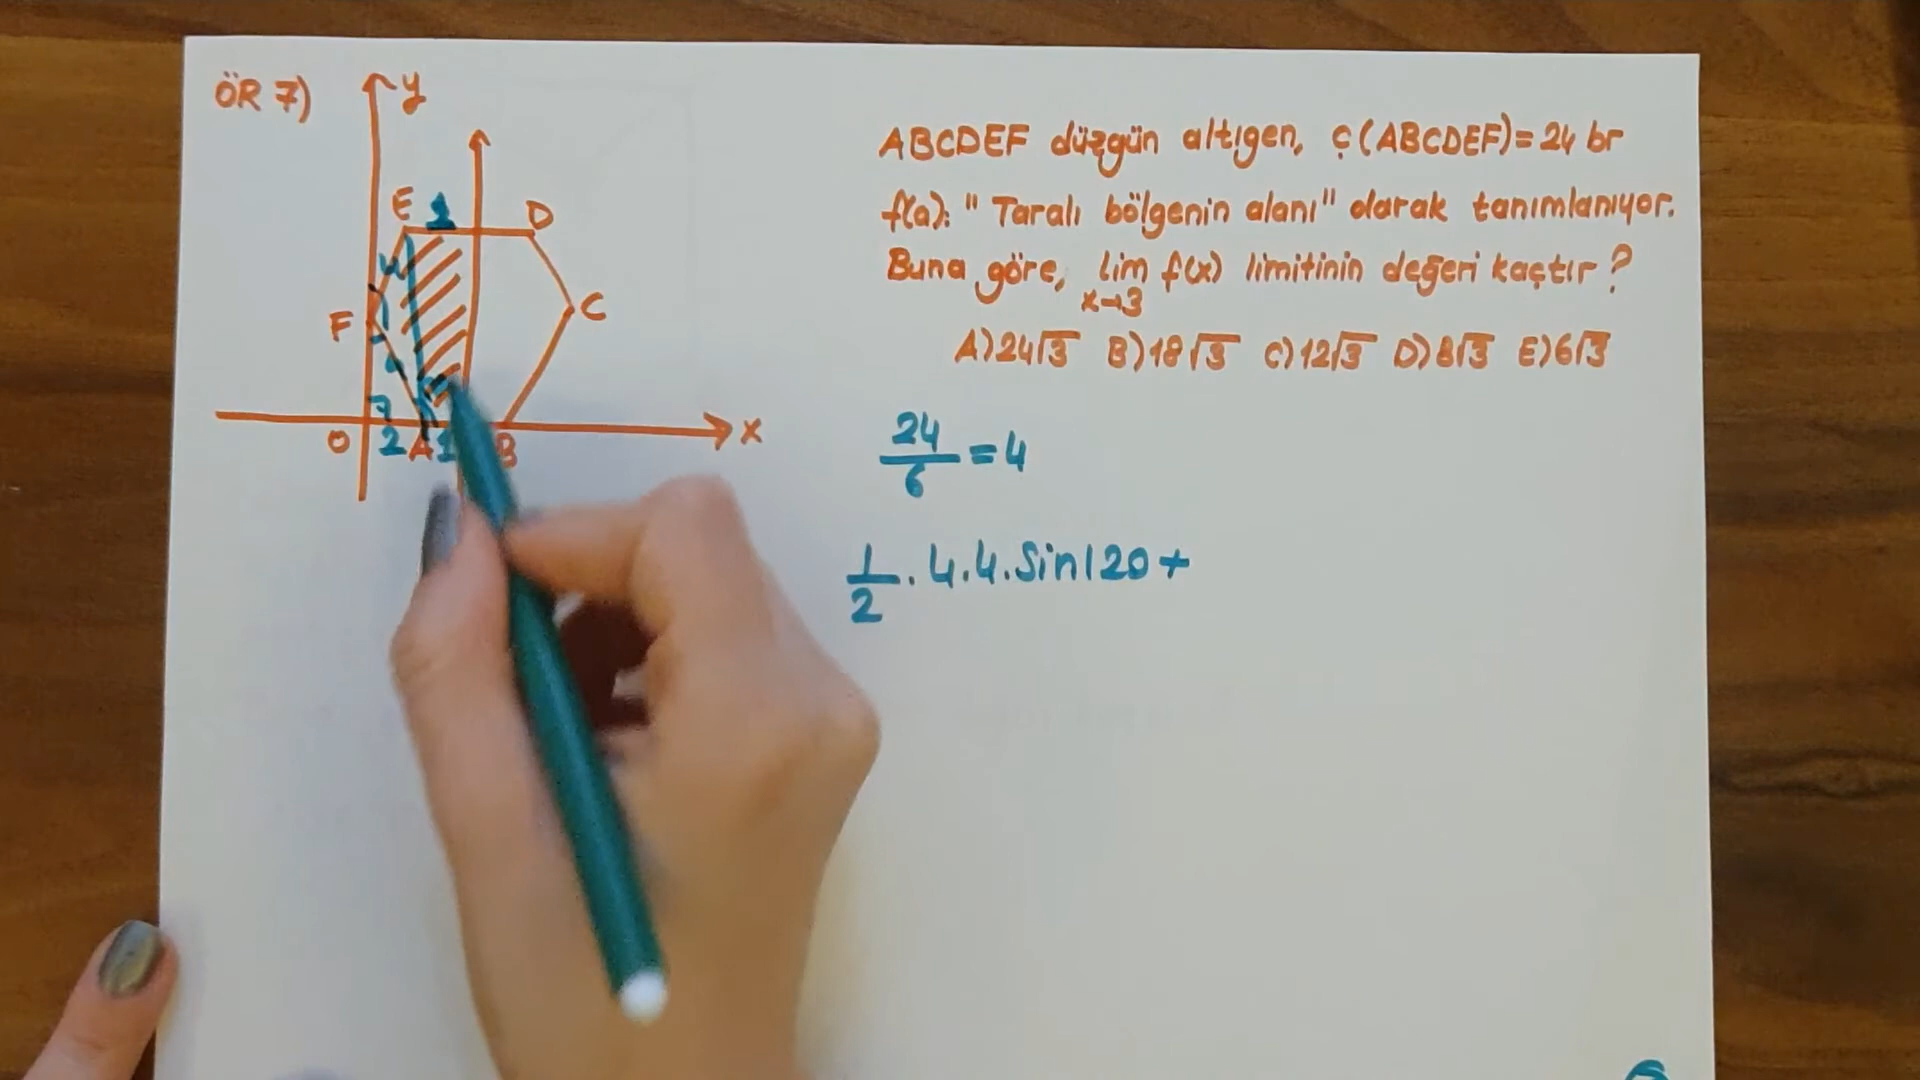 ÖR 7)
y
E 1 D
4
F C
O 2 A 1 B x
ABCDEF düzgün altıgen, ç(ABCDEF)=24 br
f(a): "Taralı bölgenin alanı" olarak tanımlanıyor.
Buna göre, lim f(x) limitinin değeri kaçtır?
x→3
A)24√3 B)18√3 C)12√3 D)8√3 E)6√3
24/6 = 4
1/2 . 4.4.Sin120+